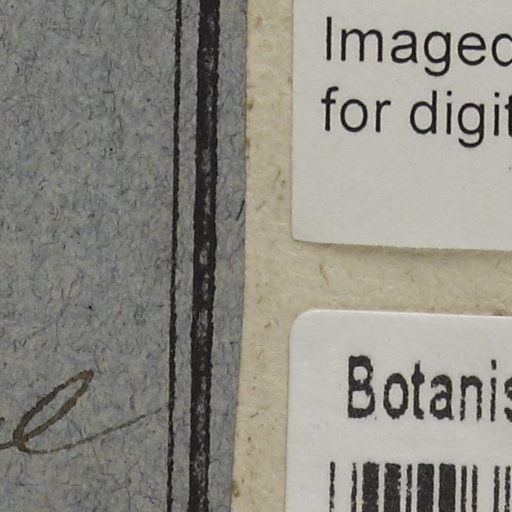 Imaged
for digit
Botanis